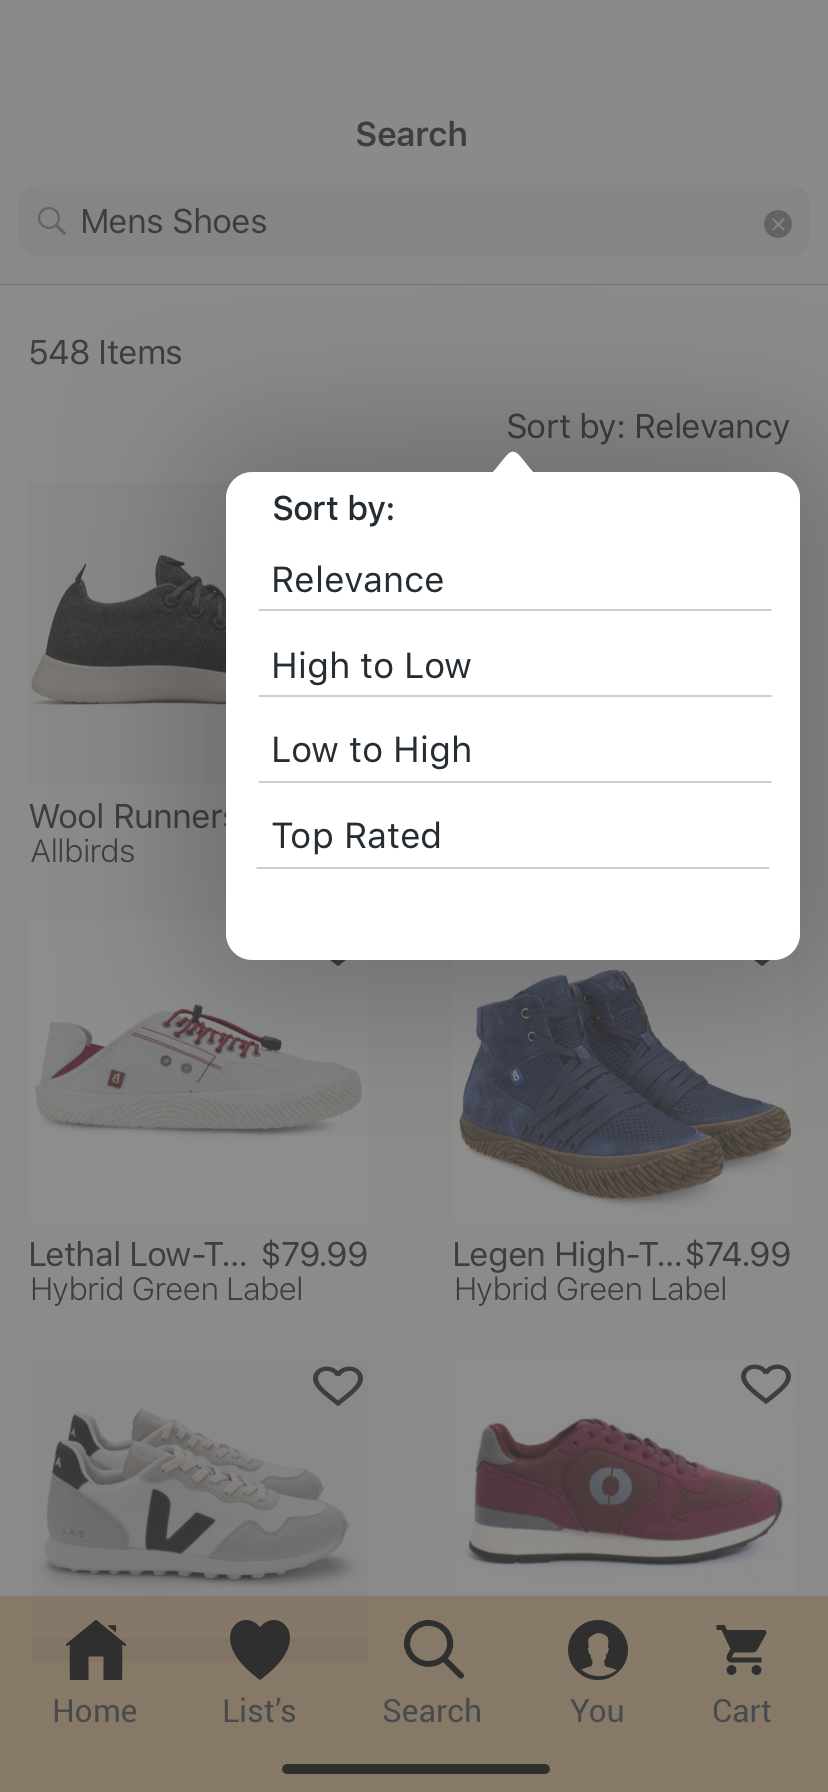 Search
Mens Shoes
548 Items
Sort by: Relevancy
Sort by:
Relevance
High to Low
Low to High
Top Rated
Wool Runners
Allbirds
Lethal Low-T... $79.99
Hybrid Green Label
Legen High-T... $74.99
Hybrid Green Label
Home
List's
Search
You
Cart